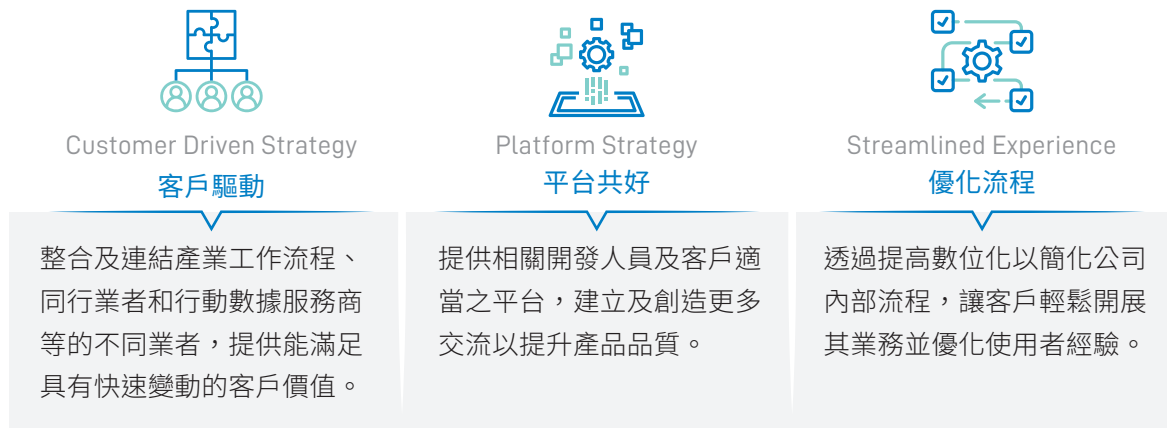 Customer Driven Strategy
客戶驅動
整合及連結產業工作流程、
同行業者和行動數據服務商
等的不同業者，提供能滿足
具有快速變動的客戶價值。
Platform Strategy
平台共好
提供相關開發人員及客戶適
當之平台，建立及創造更多
交流以提升產品品質。
Streamlined Experience
優化流程
透過提高數位化以簡化公司
內部流程，讓客戶輕鬆開展
其業務並優化使用者經驗。